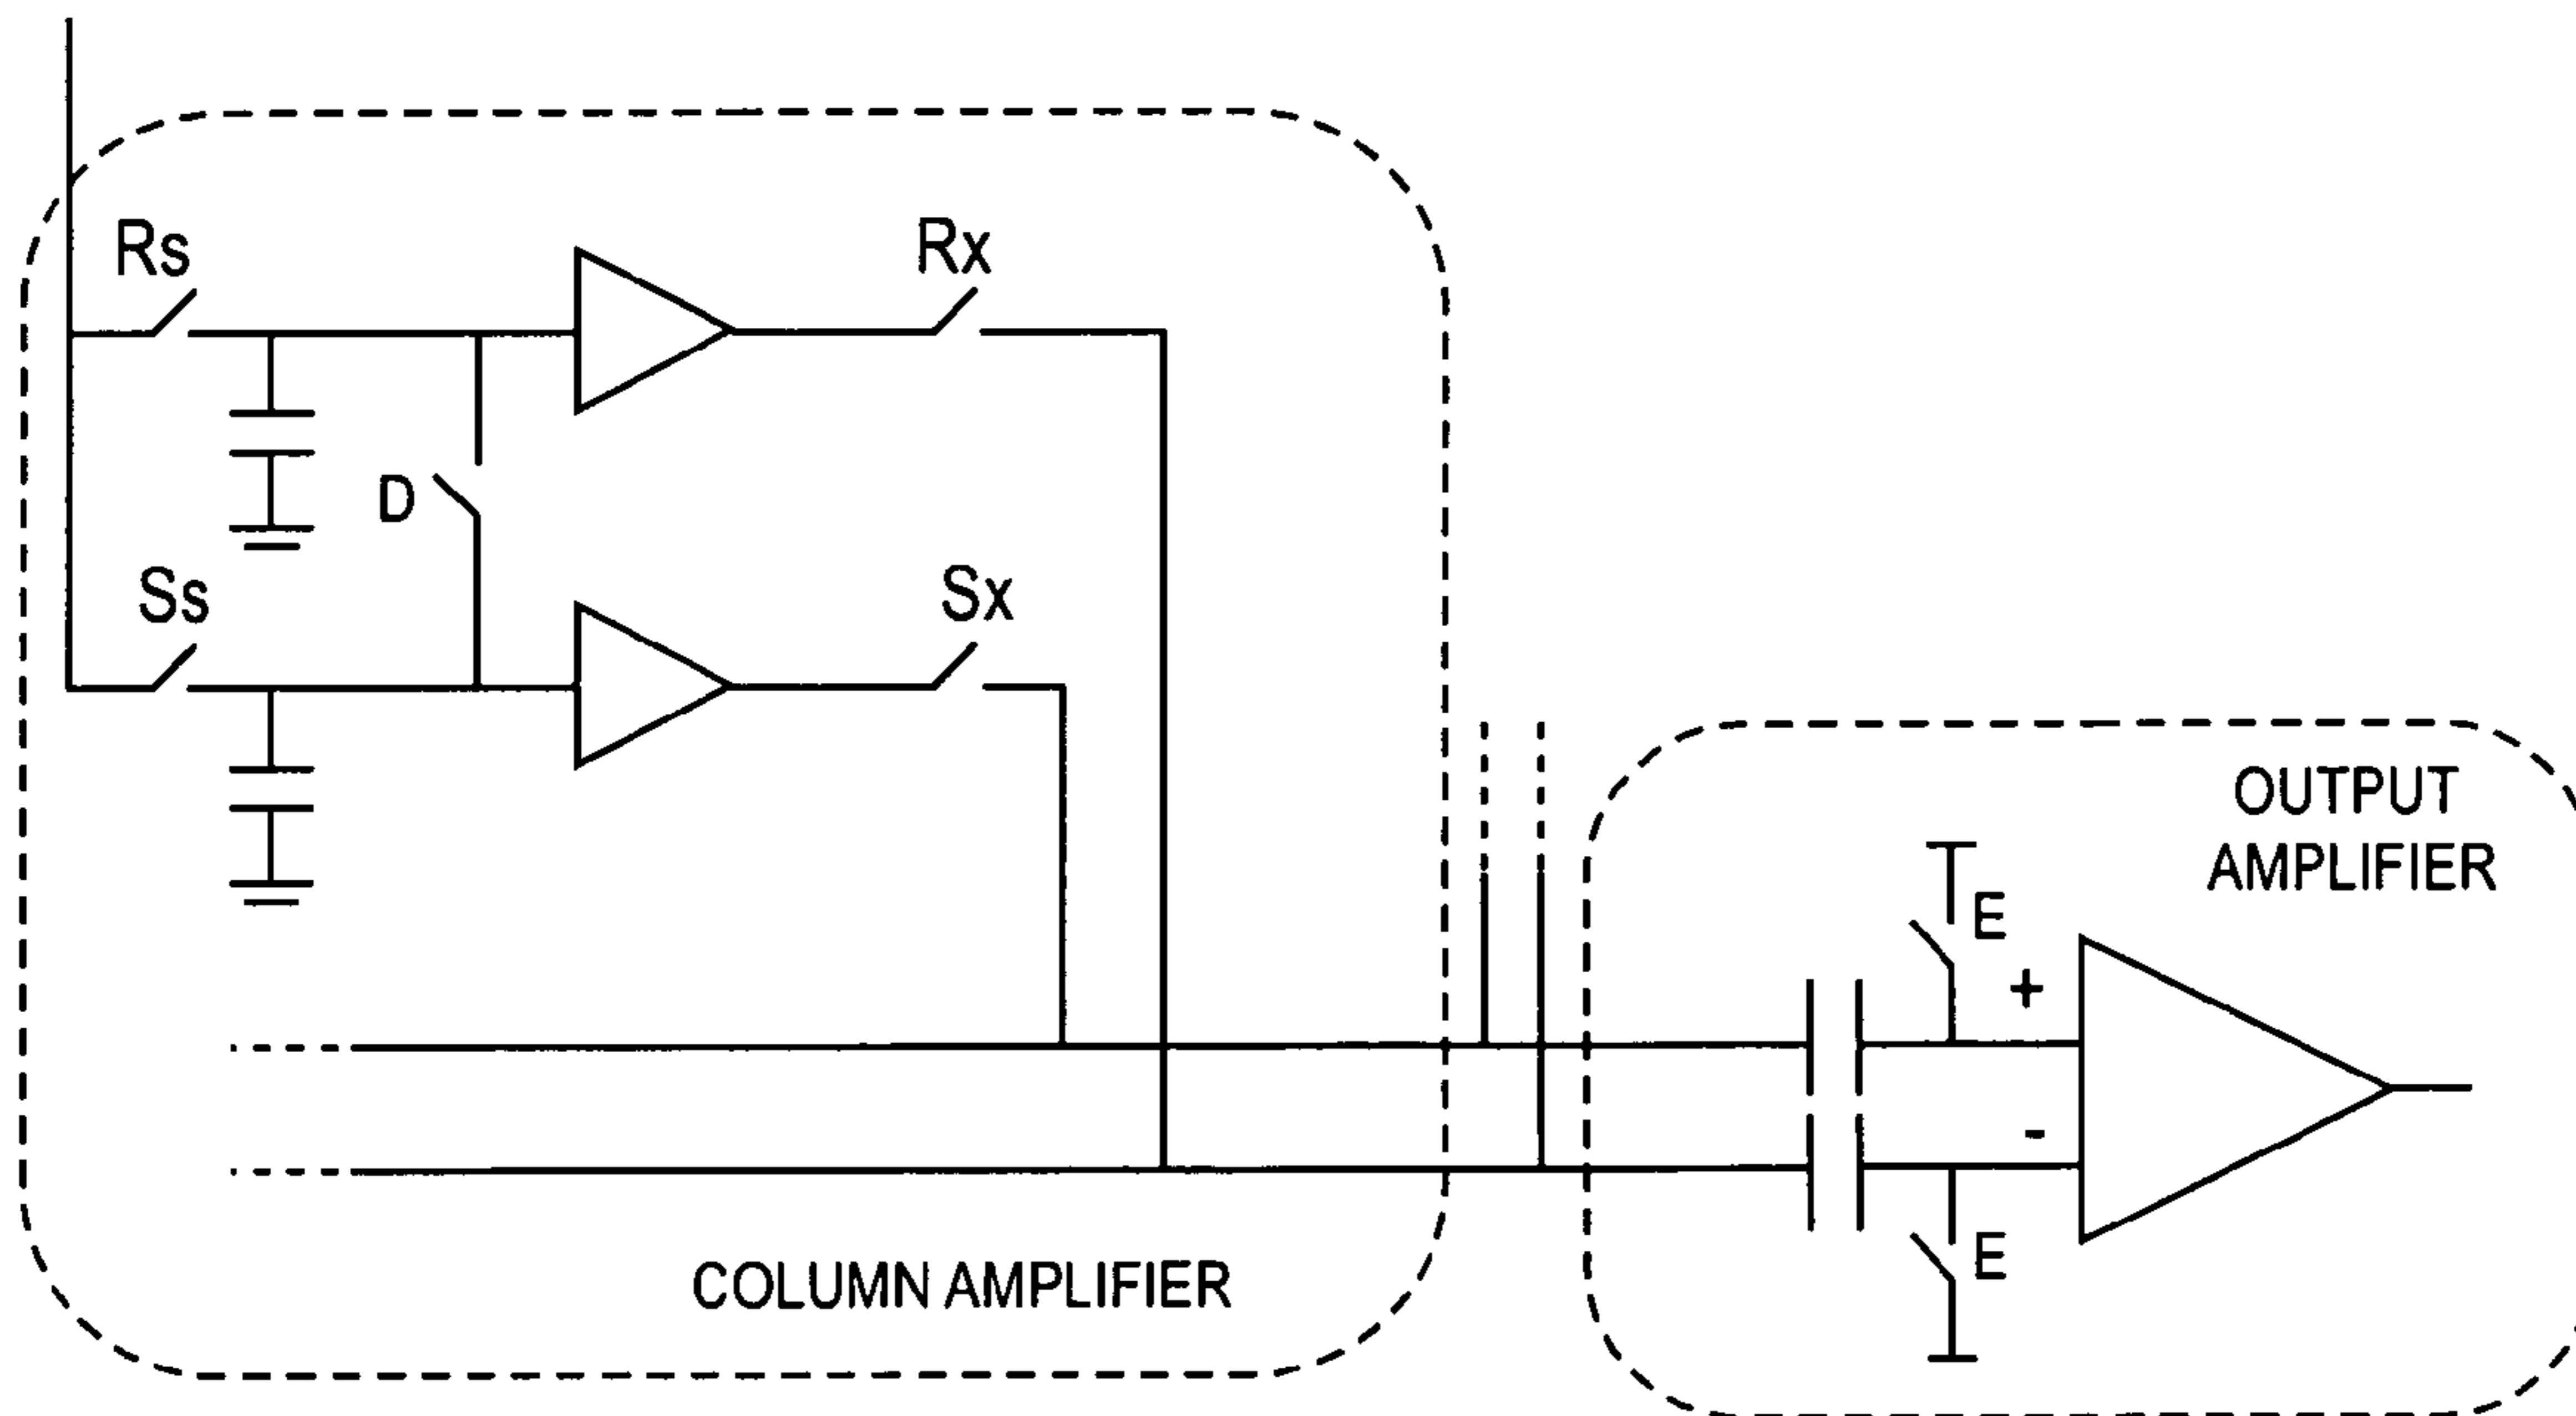 Rs
Rx
D
Ss
Sx
OUTPUT
AMPLIFIER
E
+
-
E
COLUMN AMPLIFIER